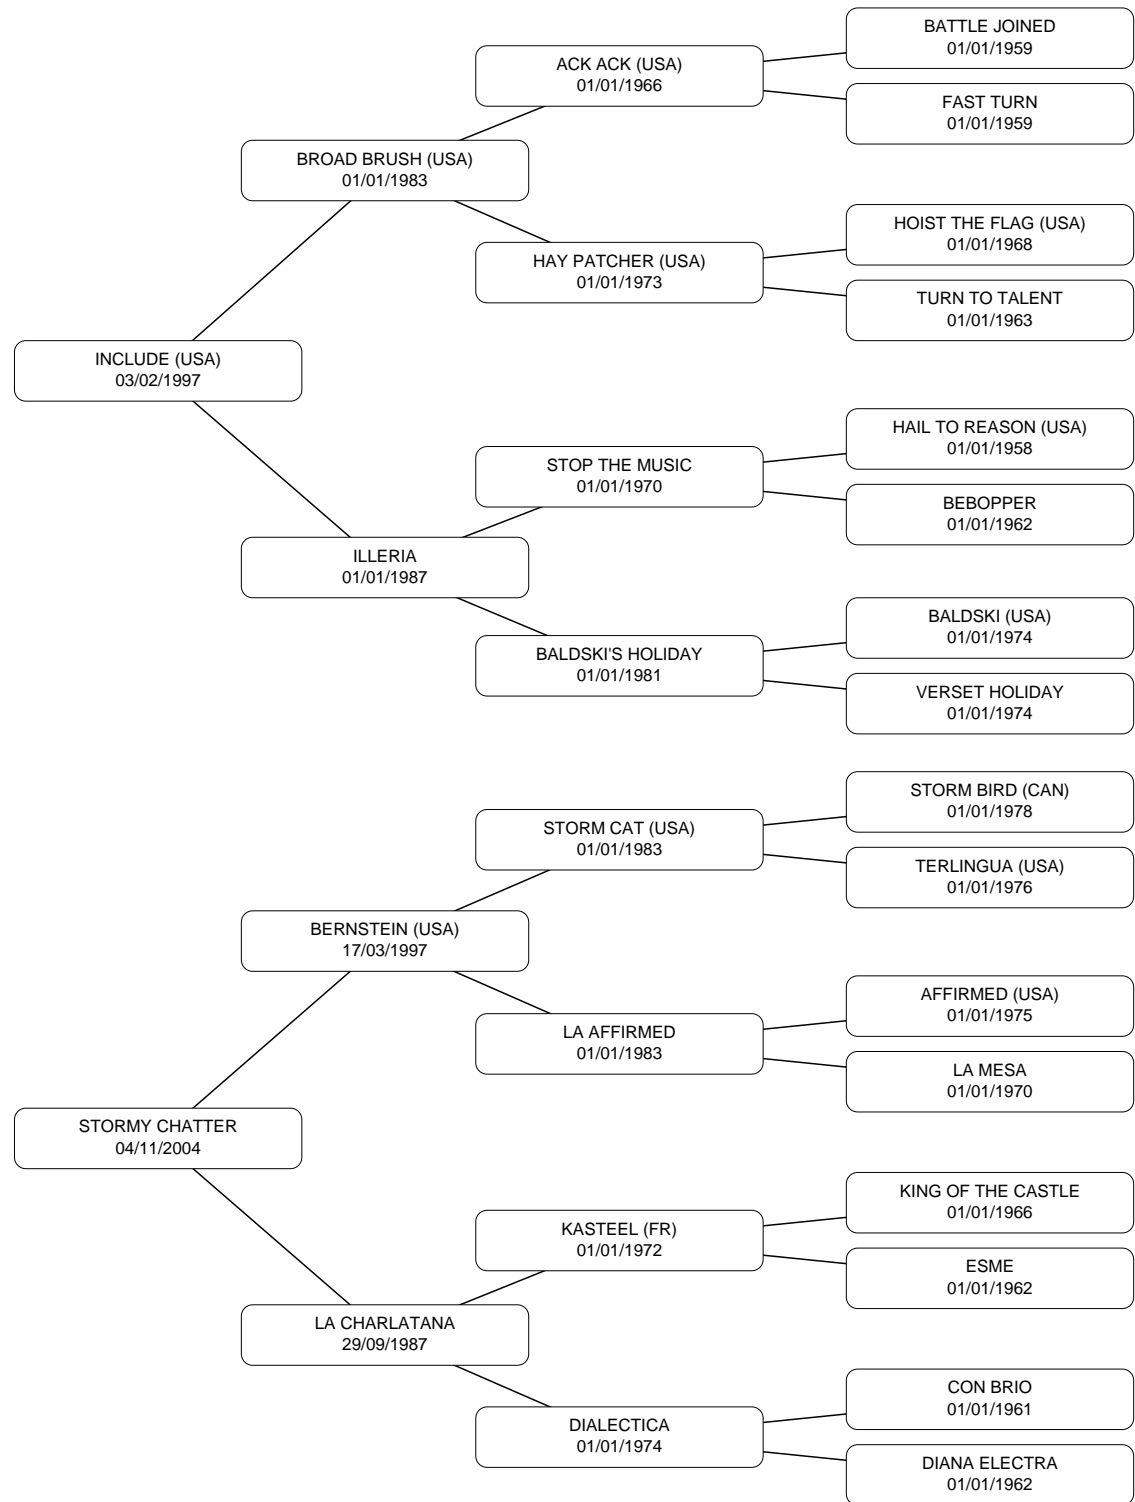 BATTLE JOINED
01/01/1959
ACK ACK (USA)
01/01/1966
FAST TURN
01/01/1959
BROAD BRUSH (USA)
01/01/1983
HOIST THE FLAG (USA)
01/01/1968
HAY PATCHER (USA)
01/01/1973
TURN TO TALENT
01/01/1963
INCLUDE (USA)
03/02/1997
HAIL TO REASON (USA)
01/01/1958
STOP THE MUSIC
01/01/1970
BEBOPPER
01/01/1962
ILLERIA
01/01/1987
BALDSKI (USA)
01/01/1974
BALDSKI'S HOLIDAY
01/01/1981
VERSET HOLIDAY
01/01/1974
STORM BIRD (CAN)
01/01/1978
STORM CAT (USA)
01/01/1983
TERLINGUA (USA)
01/01/1976
BERNSTEIN (USA)
17/03/1997
AFFIRMED (USA)
01/01/1975
LA AFFIRMED
01/01/1983
LA MESA
01/01/1970
STORMY CHATTER
04/11/2004
KING OF THE CASTLE
01/01/1966
KASTEEL (FR)
01/01/1972
ESME
01/01/1962
LA CHARLATANA
29/09/1987
CON BRIO
01/01/1961
DIALECTICA
01/01/1974
DIANA ELECTRA
01/01/1962